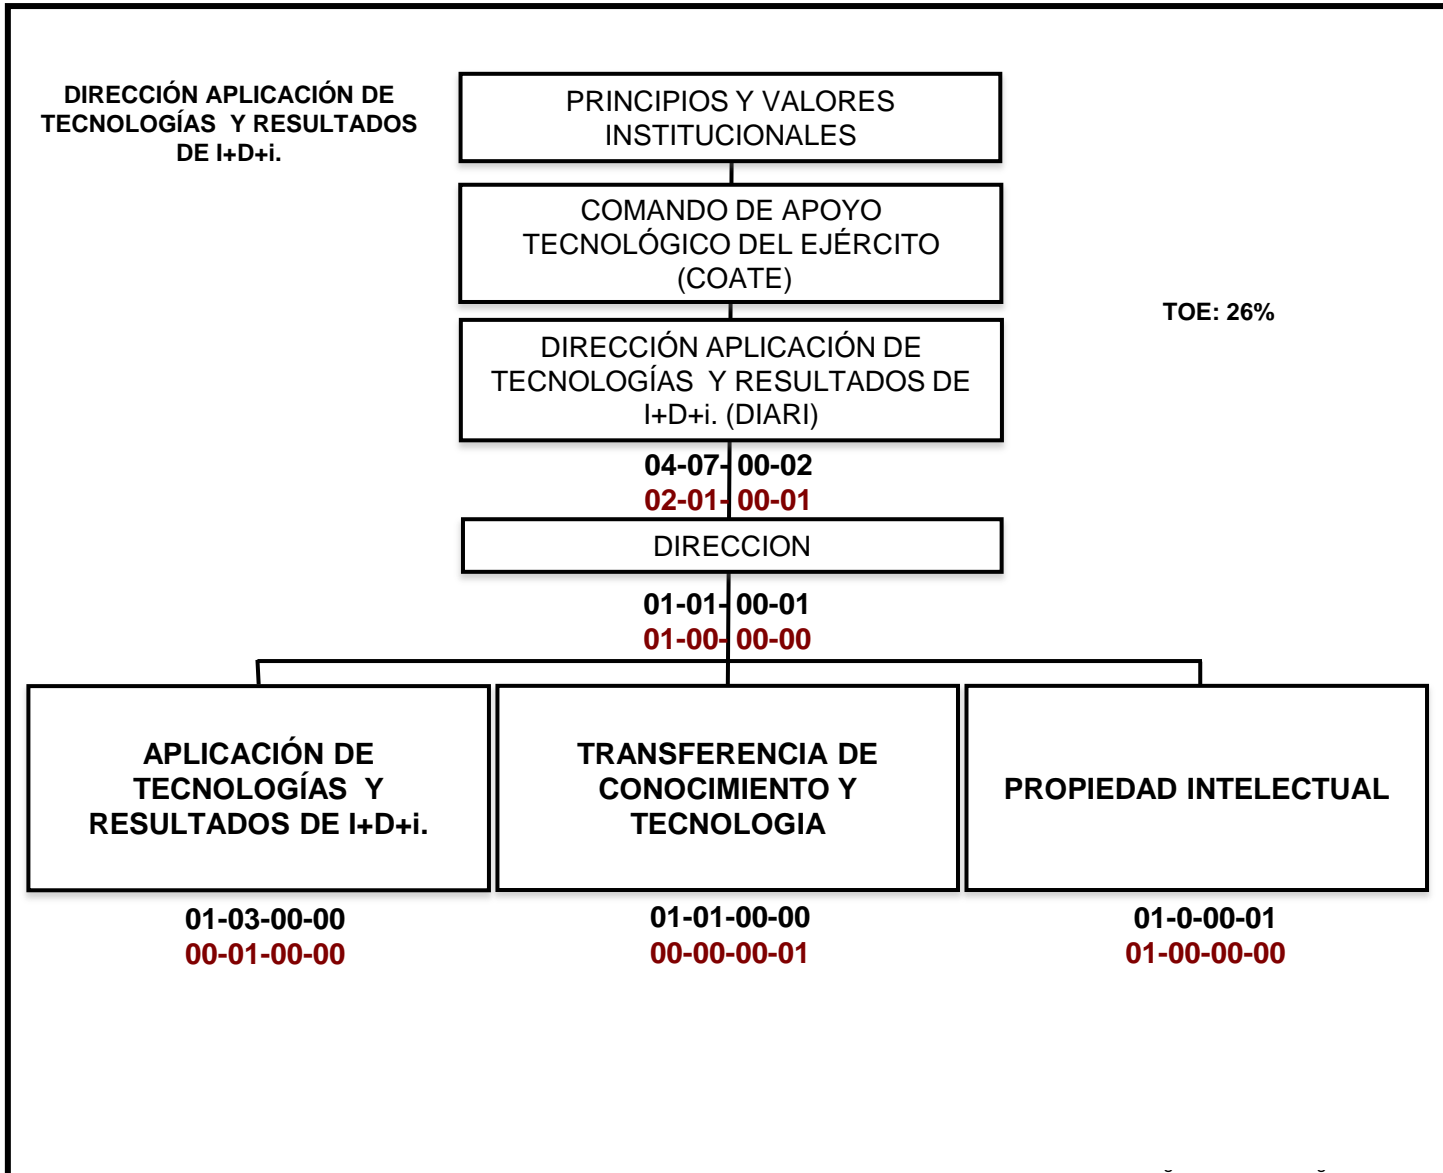 DIRECCIÓN APLICACIÓN DE
TECNOLOGÍAS Y RESULTADOS
DE I+D+i.
PRINCIPIOS Y VALORES
INSTITUCIONALES
COMANDO DE APOYO
TECNOLÓGICO DEL EJÉRCITO
(COATE)
TOE: 26%
DIRECCIÓN APLICACIÓN DE
TECNOLOGÍAS Y RESULTADOS DE
I+D+i. (DIARI)
04-07- 00-02
02-01- 00-01
DIRECCION
01-01- 00-01
01-00- 00-00
APLICACIÓN DE
TECNOLOGÍAS Y
RESULTADOS DE I+D+i.
01-03-00-00
00-01-00-00
TRANSFERENCIA DE
CONOCIMIENTO Y
TECNOLOGIA
01-01-00-00
00-00-00-01
PROPIEDAD INTELECTUAL
01-0-00-01
01-00-00-00